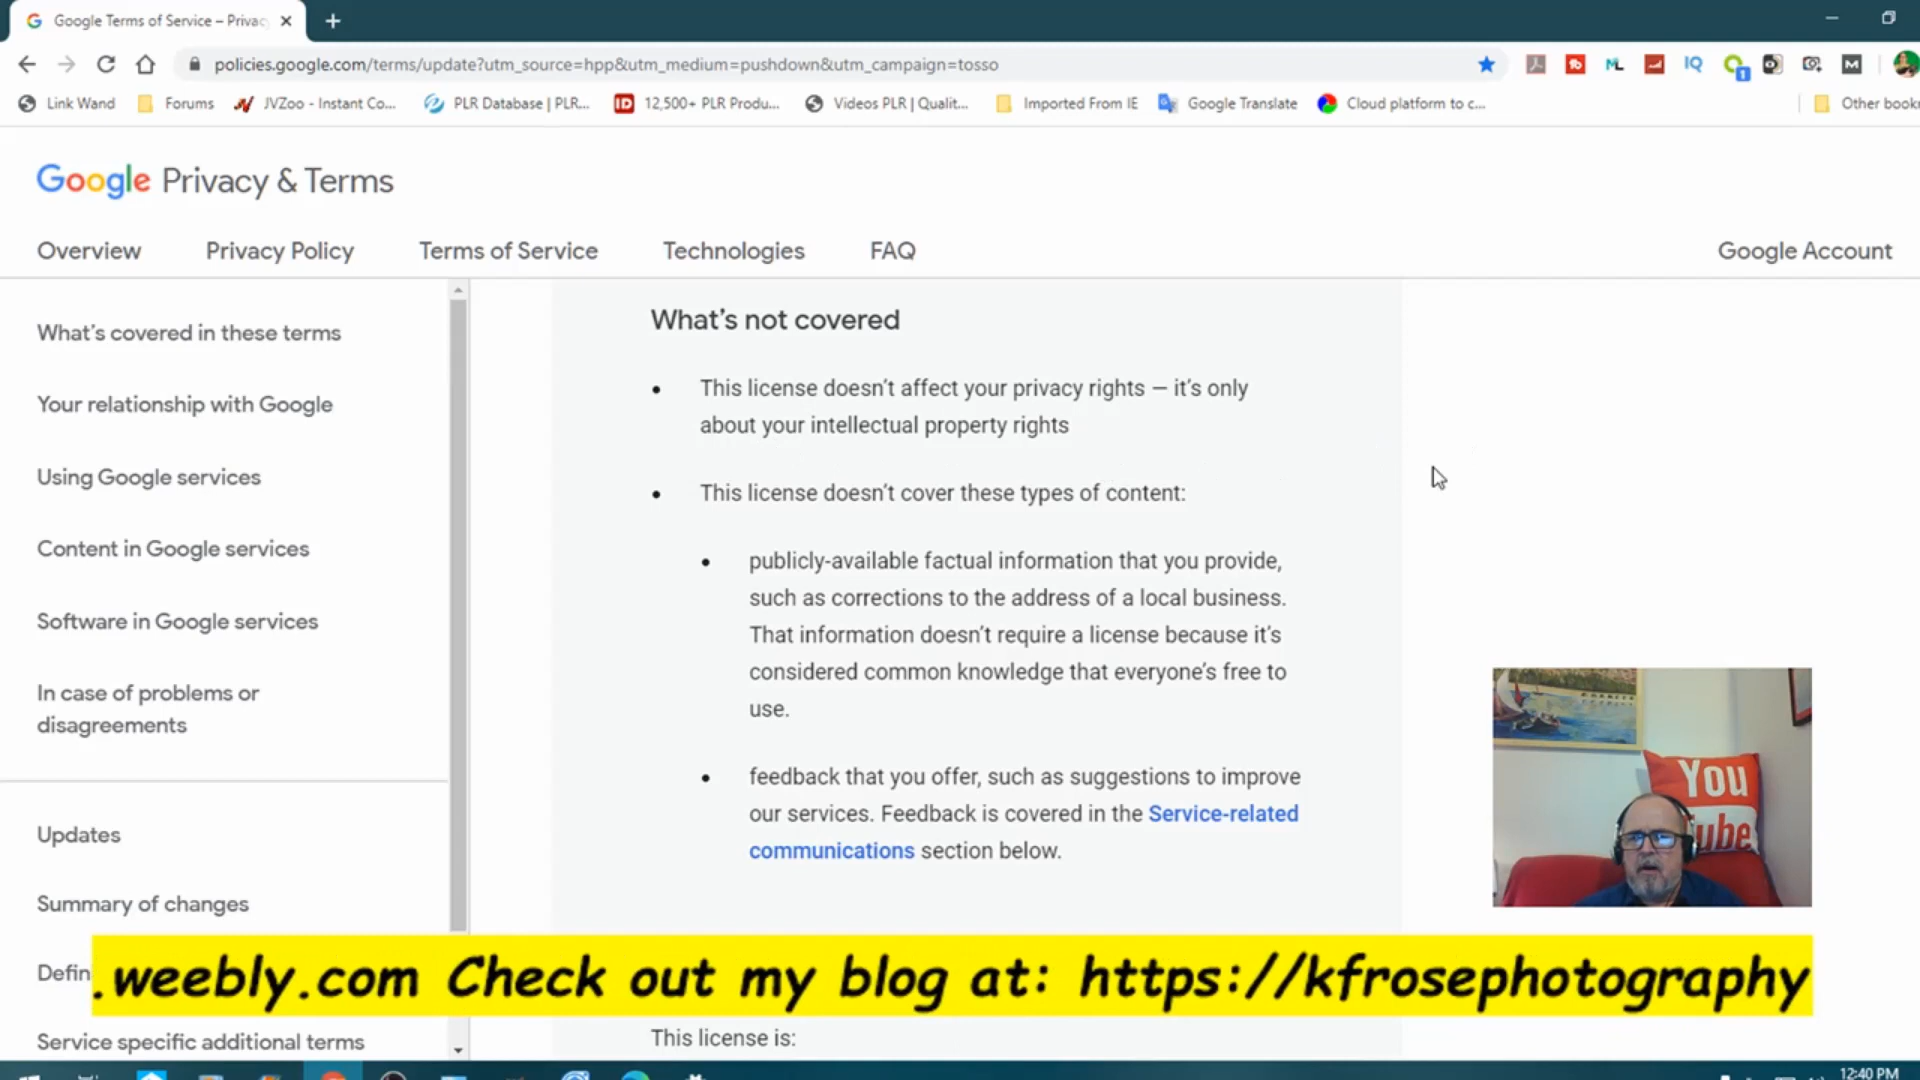 Google Terms of Service – Privac
policies.google.com/terms/update?utm_source=hpp&utm_medium=pushdown&utm_campaign=tosso
Link Wand Forums JVZoo - Instant Co... PLR Database | PLR... 12,500+ PLR Produ... Videos PLR | Qualit... Imported From IE Google Translate Cloud platform to c... Other book
Google Privacy & Terms
Overview Privacy Policy Terms of Service Technologies FAQ Google Account
What's covered in these terms
Your relationship with Google
Using Google services
Content in Google services
Software in Google services
In case of problems or
disagreements
Updates
Summary of changes
Defin
Service specific additional terms
What's not covered
• This license doesn't affect your privacy rights — it's only
about your intellectual property rights
• This license doesn't cover these types of content:
• publicly-available factual information that you provide,
such as corrections to the address of a local business.
That information doesn't require a license because it's
considered common knowledge that everyone's free to
use.
• feedback that you offer, such as suggestions to improve
our services. Feedback is covered in the Service-related
communications section below.
This license is:
You
Tube
.weebly.com Check out my blog at: https://kfrosephotography
12:40 PM